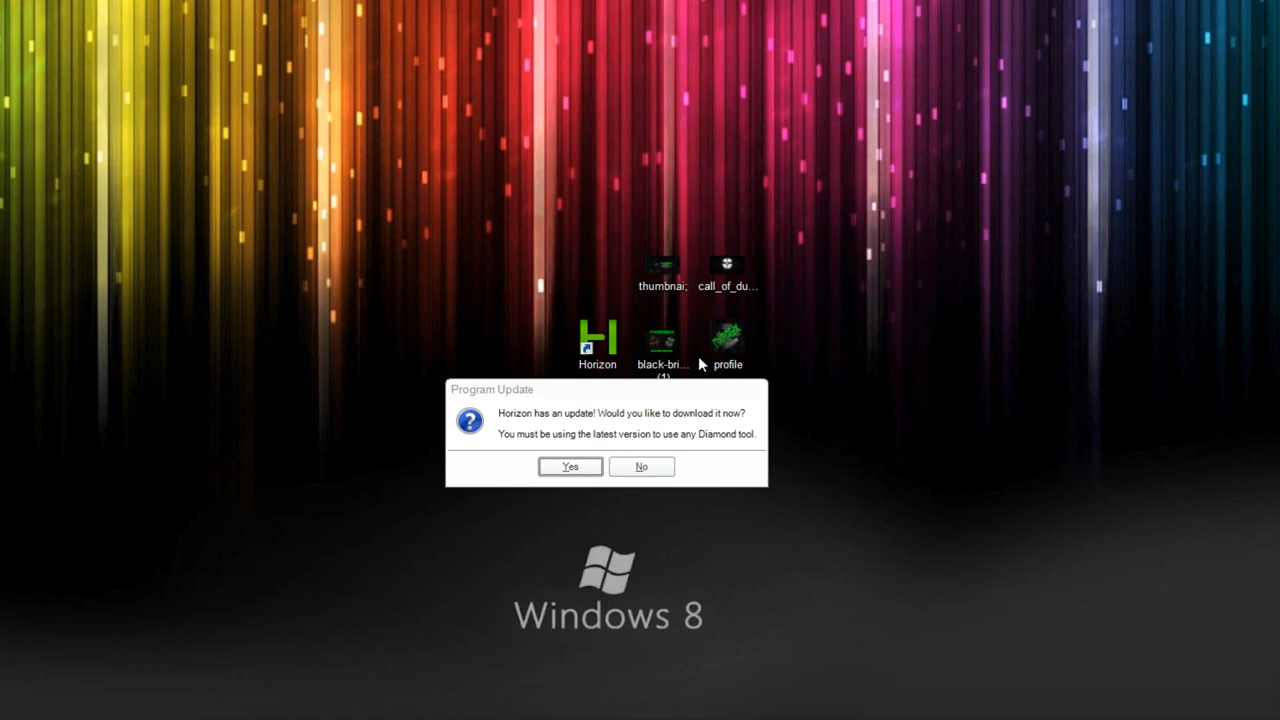 thumbnai;
call_of_du...
Horizon
black-bri...
profile
(1)
Program Update
Horizon has an update! Would you like to download it now?
You must be using the latest version to use any Diamond tool.
Yes
No
Windows 8